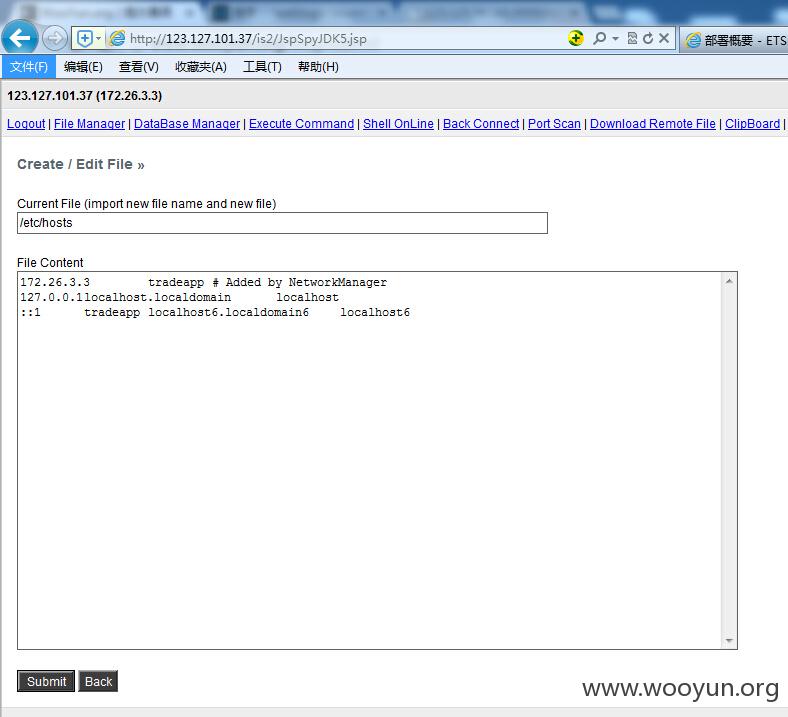 http://123.127.101.37/is2/JspSpyJDK5.jsp
部署概要 - ETS
文件(F) 编辑(E) 查看(V) 收藏夹(A) 工具(T) 帮助(H)
123.127.101.37 (172.26.3.3)
Logout | File Manager | DataBase Manager | Execute Command | Shell OnLine | Back Connect | Port Scan | Download Remote File | ClipBoard |
Create / Edit File »
Current File (import new file name and new file)
/etc/hosts
File Content
172.26.3.3 tradeapp # Added by NetworkManager
127.0.0.1localhost.localdomain localhost
::1 tradeapp localhost6.localdomain6 localhost6
Submit Back
www.wooyun.org